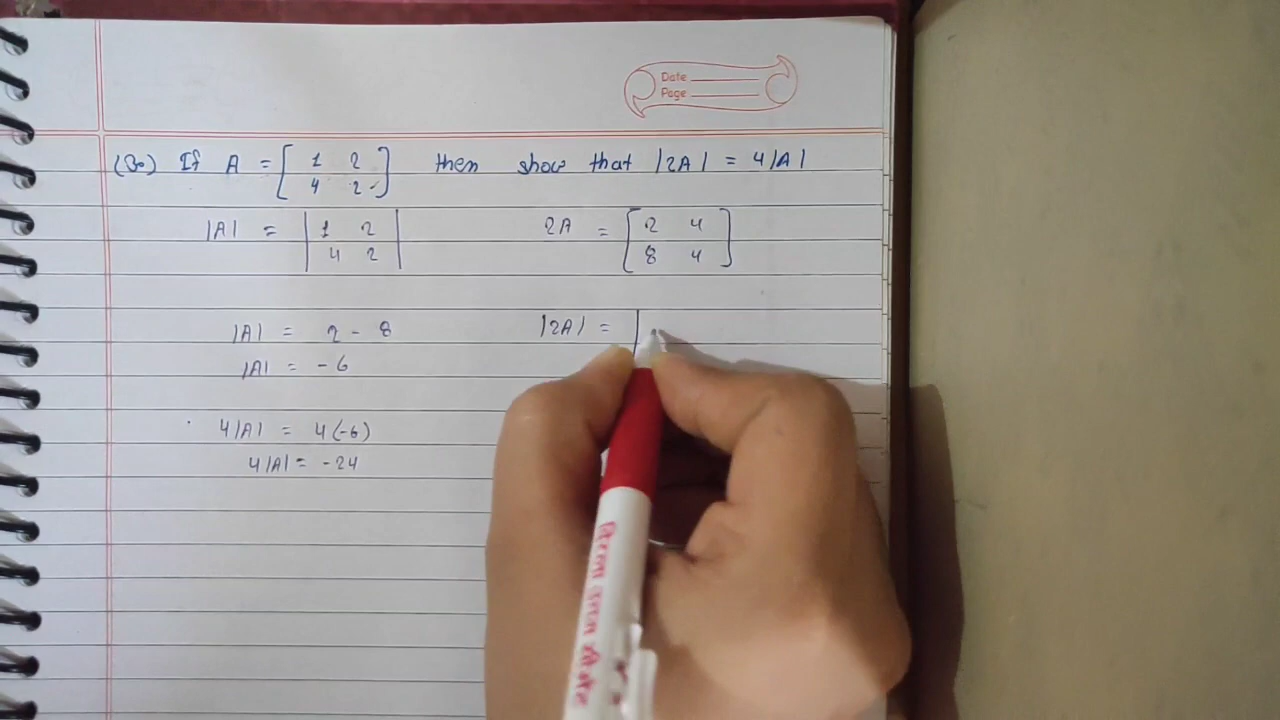 Date
Page
If A = [ 1 2
4 2 ] then show that |2A| = 4|A|
|A| = | 1 2
4 2 |
2A = [ 2 4
8 4 ]
|A| = 2 - 8
|A| = -6
4|A| = 4(-6)
4|A| = -24
|2A| = |